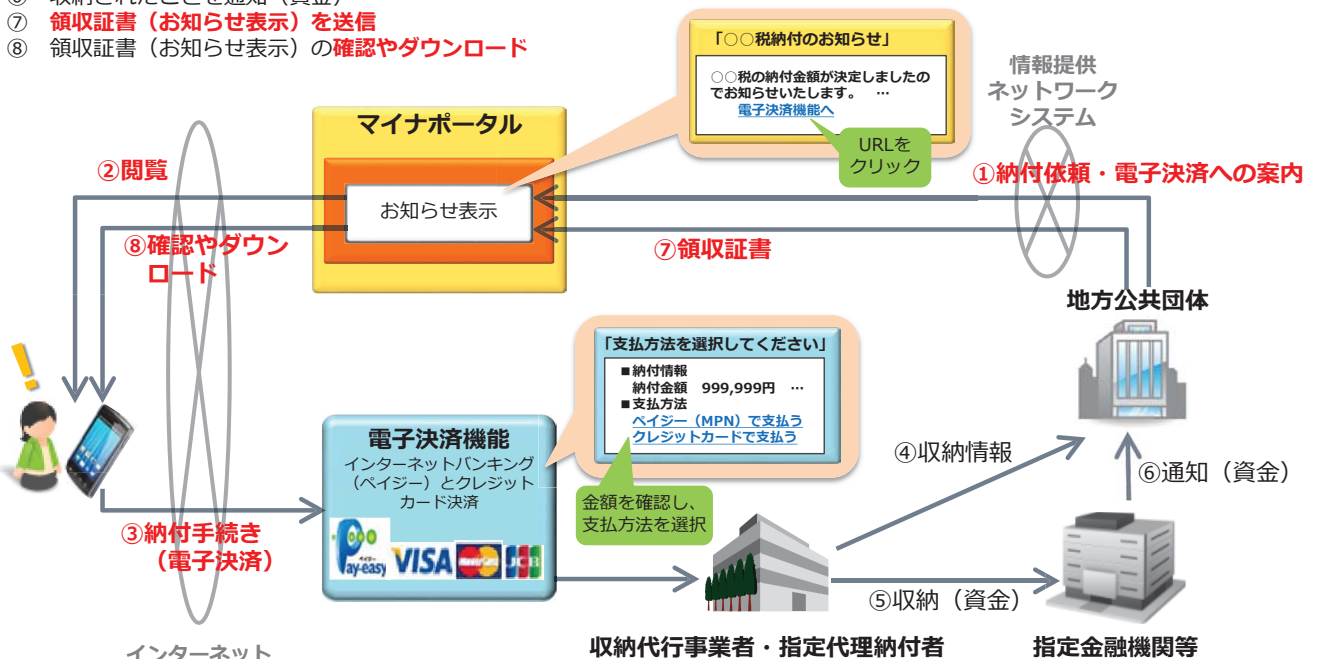 ⑦ 領収証書（お知らせ表示）を送信
⑧ 領収証書（お知らせ表示）の確認やダウンロード
「○○税納付のお知らせ」
○○税の納付金額が決定しましたの
でお知らせいたします。 …
電子決済機能へ
URLを
クリック
情報提供
ネットワーク
システム
マイナポータル
お知らせ表示
②閲覧
①納付依頼・電子決済への案内
⑧確認やダウン
ロード
⑦領収証書
地方公共団体
「支払方法を選択してください」
■納付情報
納付金額 999,999円 …
■支払方法
ペイジー（MPN）で支払う
クレジットカードで支払う
金額を確認し、
支払方法を選択
電子決済機能
インターネットバンキング
（ペイジー）とクレジット
カード決済
ペイジー
Pay-easy
VISA
MasterCard
JCB
③納付手続き
（電子決済）
④収納情報
⑥通知（資金）
⑤収納（資金）
収納代行事業者・指定代理納付者
指定金融機関等
インターネット